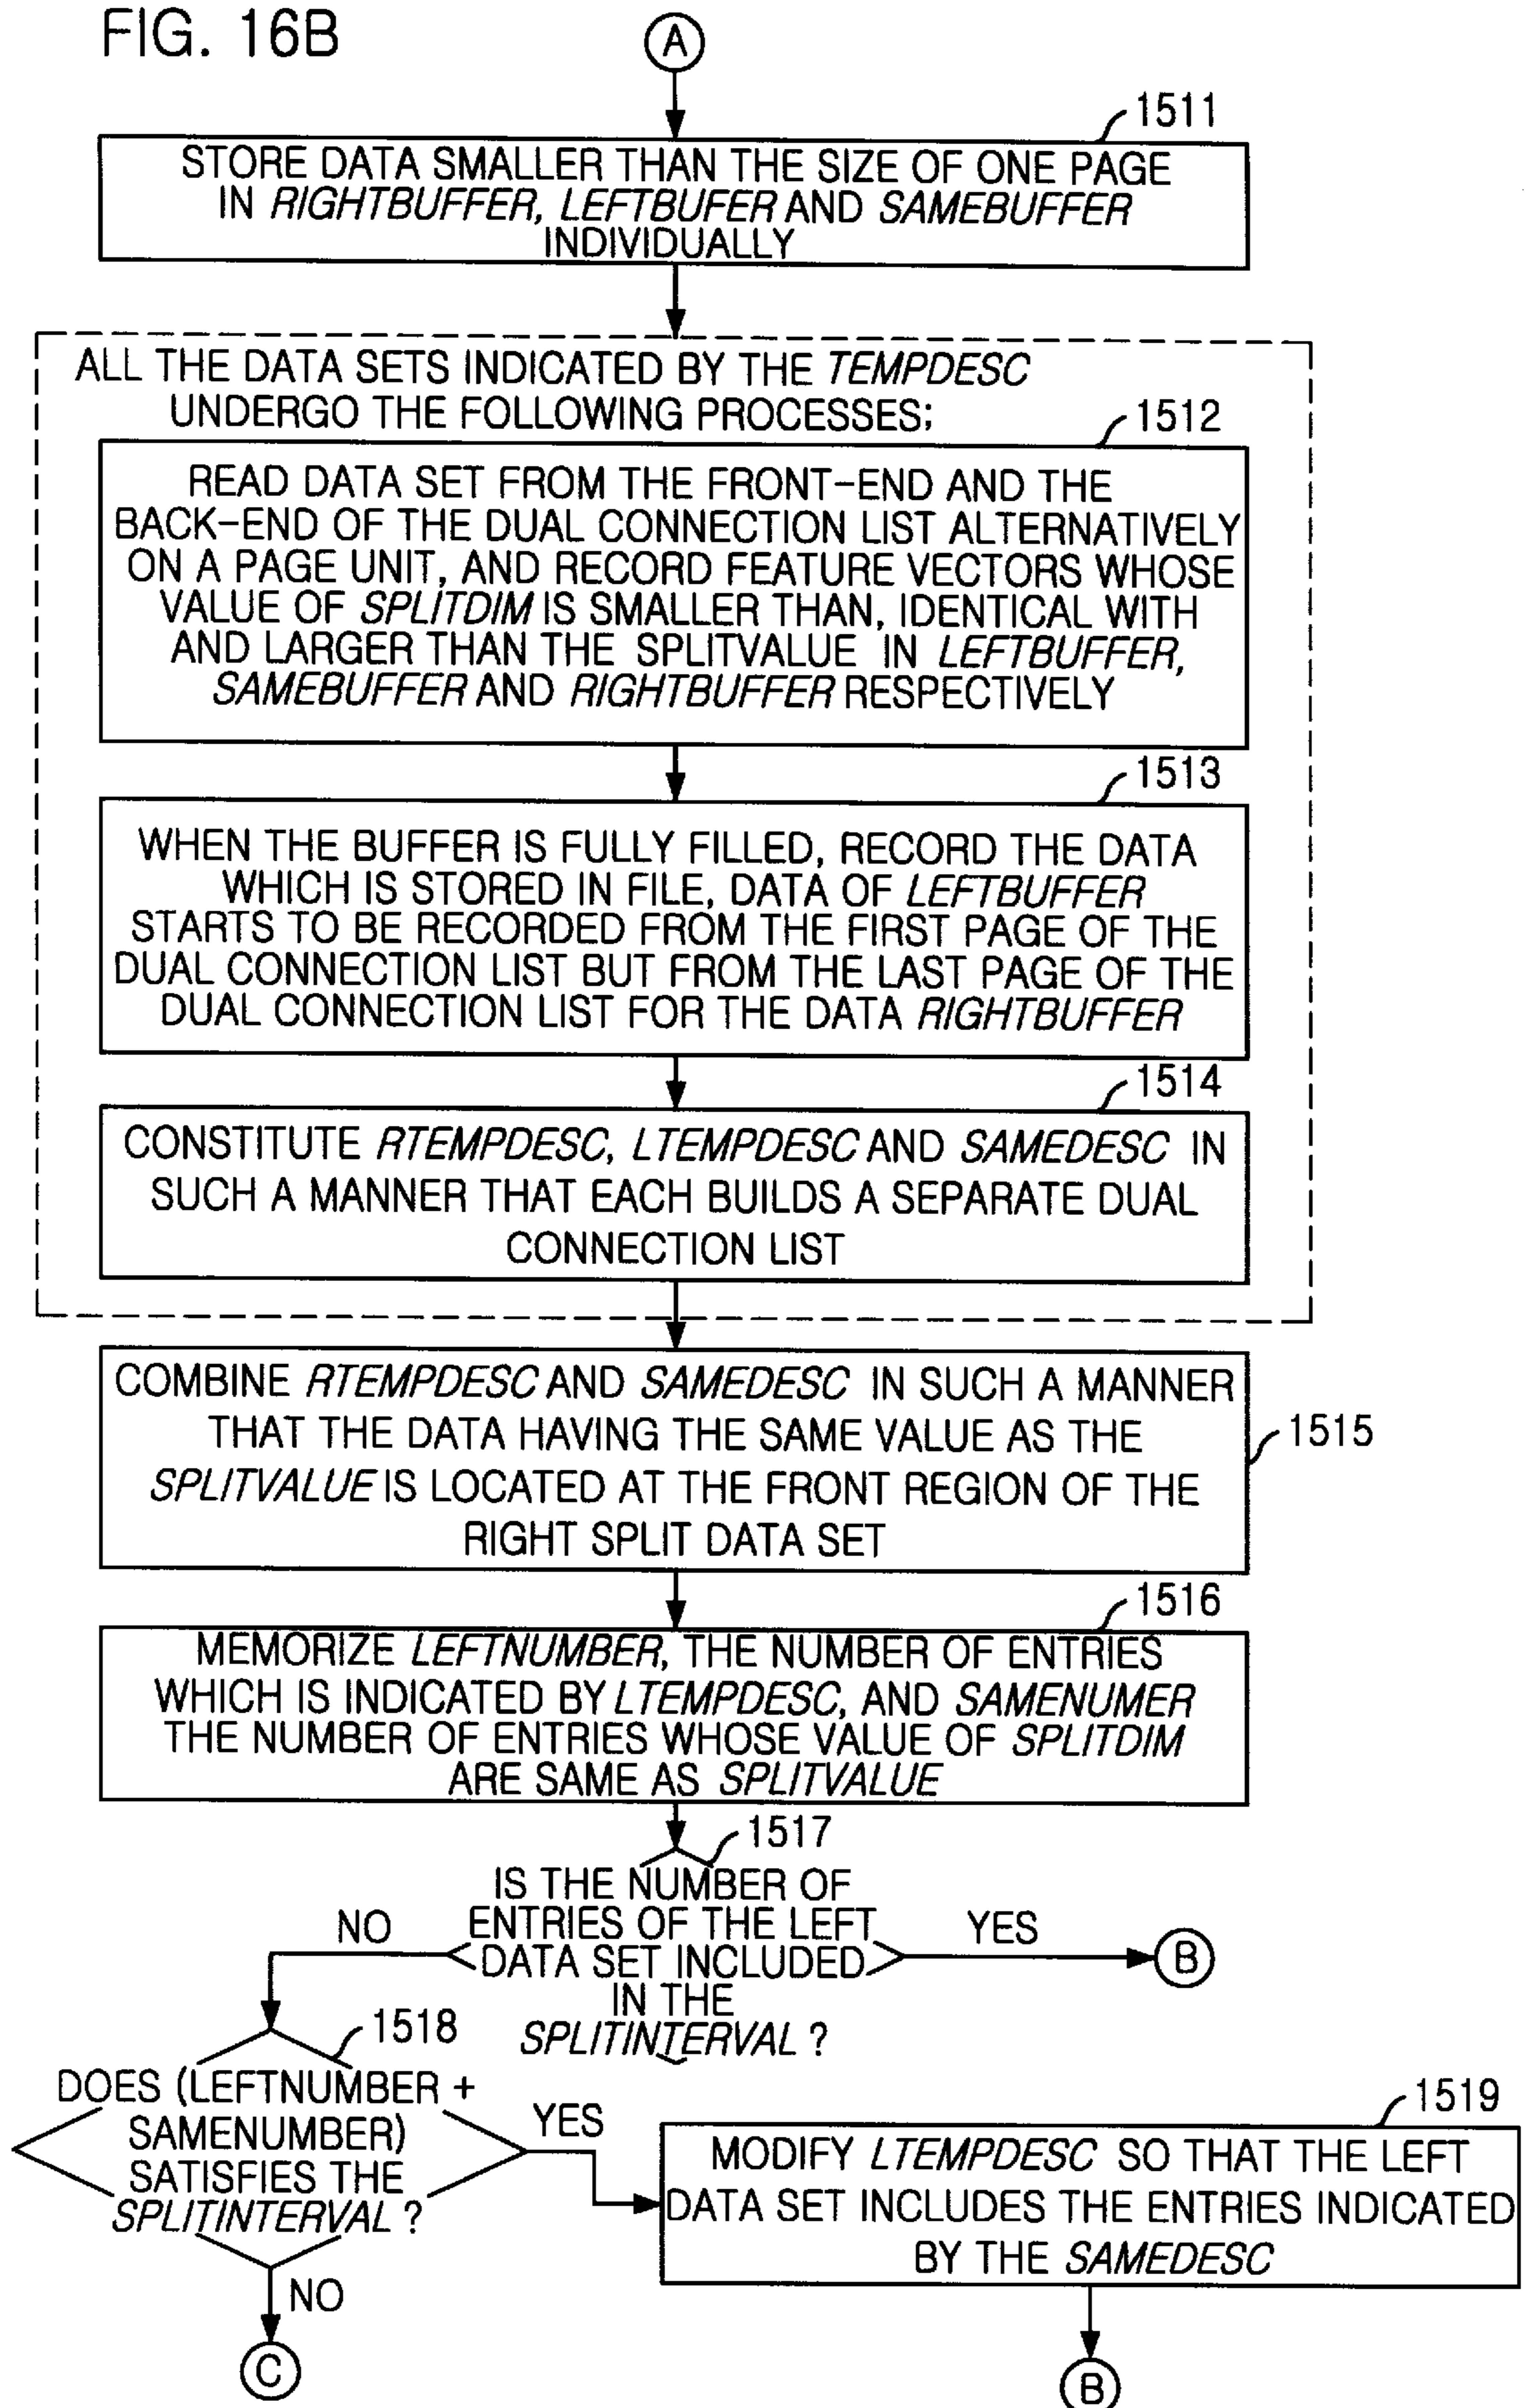 FIG. 16B
A
1511
STORE DATA SMALLER THAN THE SIZE OF ONE PAGE
IN RIGHTBUFFER, LEFTBUFER AND SAMEBUFFER
INDIVIDUALLY
ALL THE DATA SETS INDICATED BY THE TEMPDESC
UNDERGO THE FOLLOWING PROCESSES;
1512
READ DATA SET FROM THE FRONT-END AND THE
BACK-END OF THE DUAL CONNECTION LIST ALTERNATIVELY
ON A PAGE UNIT, AND RECORD FEATURE VECTORS WHOSE
VALUE OF SPLITDIM IS SMALLER THAN, IDENTICAL WITH
AND LARGER THAN THE SPLITVALUE IN LEFTBUFFER,
SAMEBUFFER AND RIGHTBUFFER RESPECTIVELY
1513
WHEN THE BUFFER IS FULLY FILLED, RECORD THE DATA
WHICH IS STORED IN FILE, DATA OF LEFTBUFFER
STARTS TO BE RECORDED FROM THE FIRST PAGE OF THE
DUAL CONNECTION LIST BUT FROM THE LAST PAGE OF THE
DUAL CONNECTION LIST FOR THE DATA RIGHTBUFFER
1514
CONSTITUTE RTEMPDESC, LTEMPDESC AND SAMEDESC IN
SUCH A MANNER THAT EACH BUILDS A SEPARATE DUAL
CONNECTION LIST
COMBINE RTEMPDESC AND SAMEDESC IN SUCH A MANNER
THAT THE DATA HAVING THE SAME VALUE AS THE
SPLITVALUE IS LOCATED AT THE FRONT REGION OF THE
RIGHT SPLIT DATA SET
1515
1516
MEMORIZE LEFTNUMBER, THE NUMBER OF ENTRIES
WHICH IS INDICATED BY LTEMPDESC, AND SAMENUMER
THE NUMBER OF ENTRIES WHOSE VALUE OF SPLITDIM
ARE SAME AS SPLITVALUE
1517
IS THE NUMBER OF
ENTRIES OF THE LEFT
DATA SET INCLUDED
IN THE
SPLITINTERVAL ?
NO
YES
B
1518
DOES (LEFTNUMBER +
SAMENUMBER)
SATISFIES THE
SPLITINTERVAL ?
YES
NO
C
1519
MODIFY LTEMPDESC SO THAT THE LEFT
DATA SET INCLUDES THE ENTRIES INDICATED
BY THE SAMEDESC
B